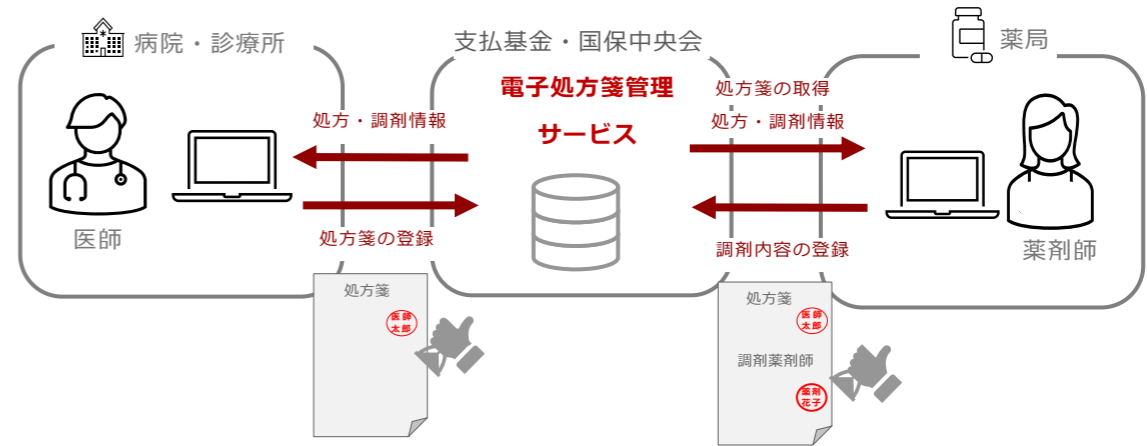 病院・診療所
支払基金・国保中央会
薬局
電子処方箋管理
サービス
処方・調剤情報
処方箋の登録
医師
処方箋の取得
処方・調剤情報
調剤内容の登録
薬剤師
処方箋
医師
太郎
処方箋
医師
太郎
調剤薬剤師
薬剤
花子